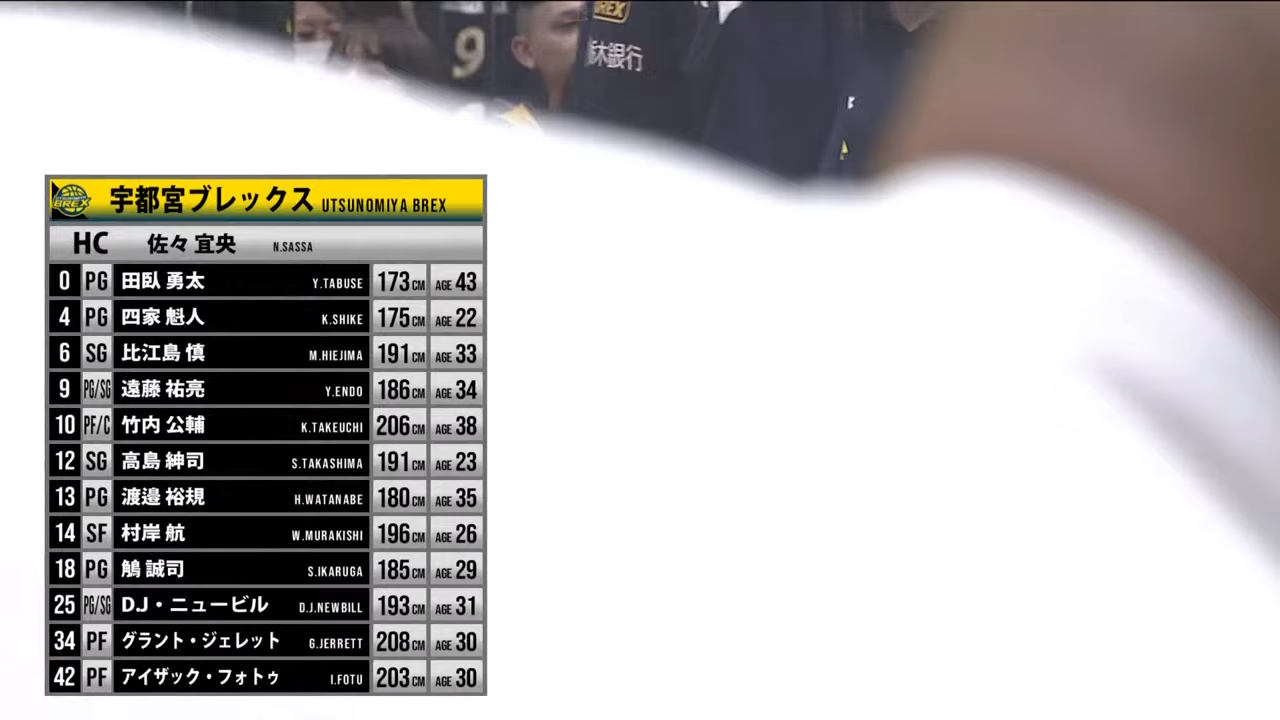 BREX
9
栃木銀行
BREX
宇都宮ブレックス UTSUNOMIYA BREX
HC 佐々 宜央 N.SASSA
0 PG 田臥 勇太 Y.TABUSE 173CM AGE 43
4 PG 四家 魁人 K.SHIKE 175CM AGE 22
6 SG 比江島 慎 M.HIEJIMA 191CM AGE 33
9 PG/SG 遠藤 祐亮 Y.ENDO 186CM AGE 34
10 PF/C 竹内 公輔 K.TAKEUCHI 206CM AGE 38
12 SG 高島 紳司 S.TAKASHIMA 191CM AGE 23
13 PG 渡邉 裕規 H.WATANABE 180CM AGE 35
14 SF 村岸 航 W.MURAKISHI 196CM AGE 26
18 PG 鵤 誠司 S.IKARUGA 185CM AGE 29
25 PG/SG DJ・ニュービル D.J.NEWBILL 193CM AGE 31
34 PF グラント・ジェレット G.JERRETT 208CM AGE 30
42 PF アイザック・フォトゥ I.FOTU 203CM AGE 30